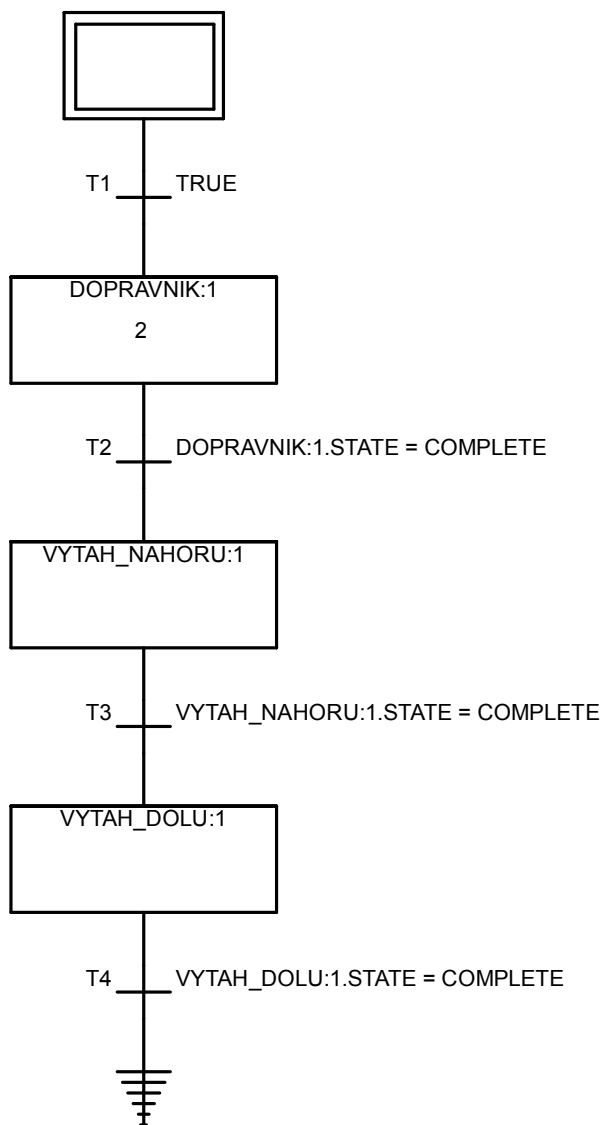 T1 TRUE
DOPRAVNIK:1
2
T2 DOPRAVNIK:1.STATE = COMPLETE
VYTAH_NAHORU:1
T3 VYTAH_NAHORU:1.STATE = COMPLETE
VYTAH_DOLU:1
T4 VYTAH_DOLU:1.STATE = COMPLETE